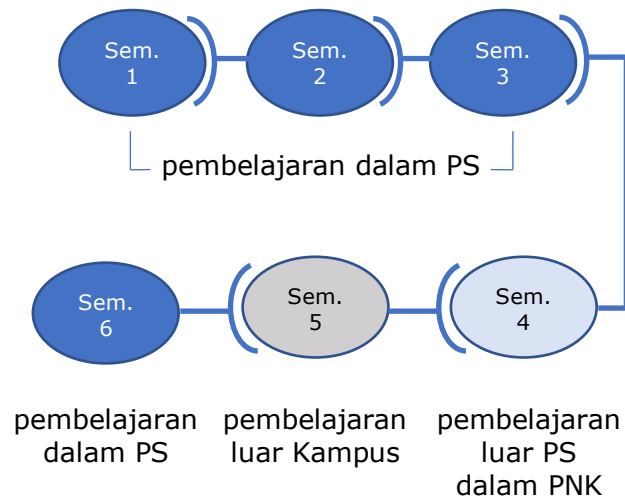 Sem.
1
Sem.
2
Sem.
3
pembelajaran dalam PS
Sem.
6
Sem.
5
Sem.
4
pembelajaran
dalam PS
pembelajaran
luar Kampus
pembelajaran
luar PS
dalam PNK